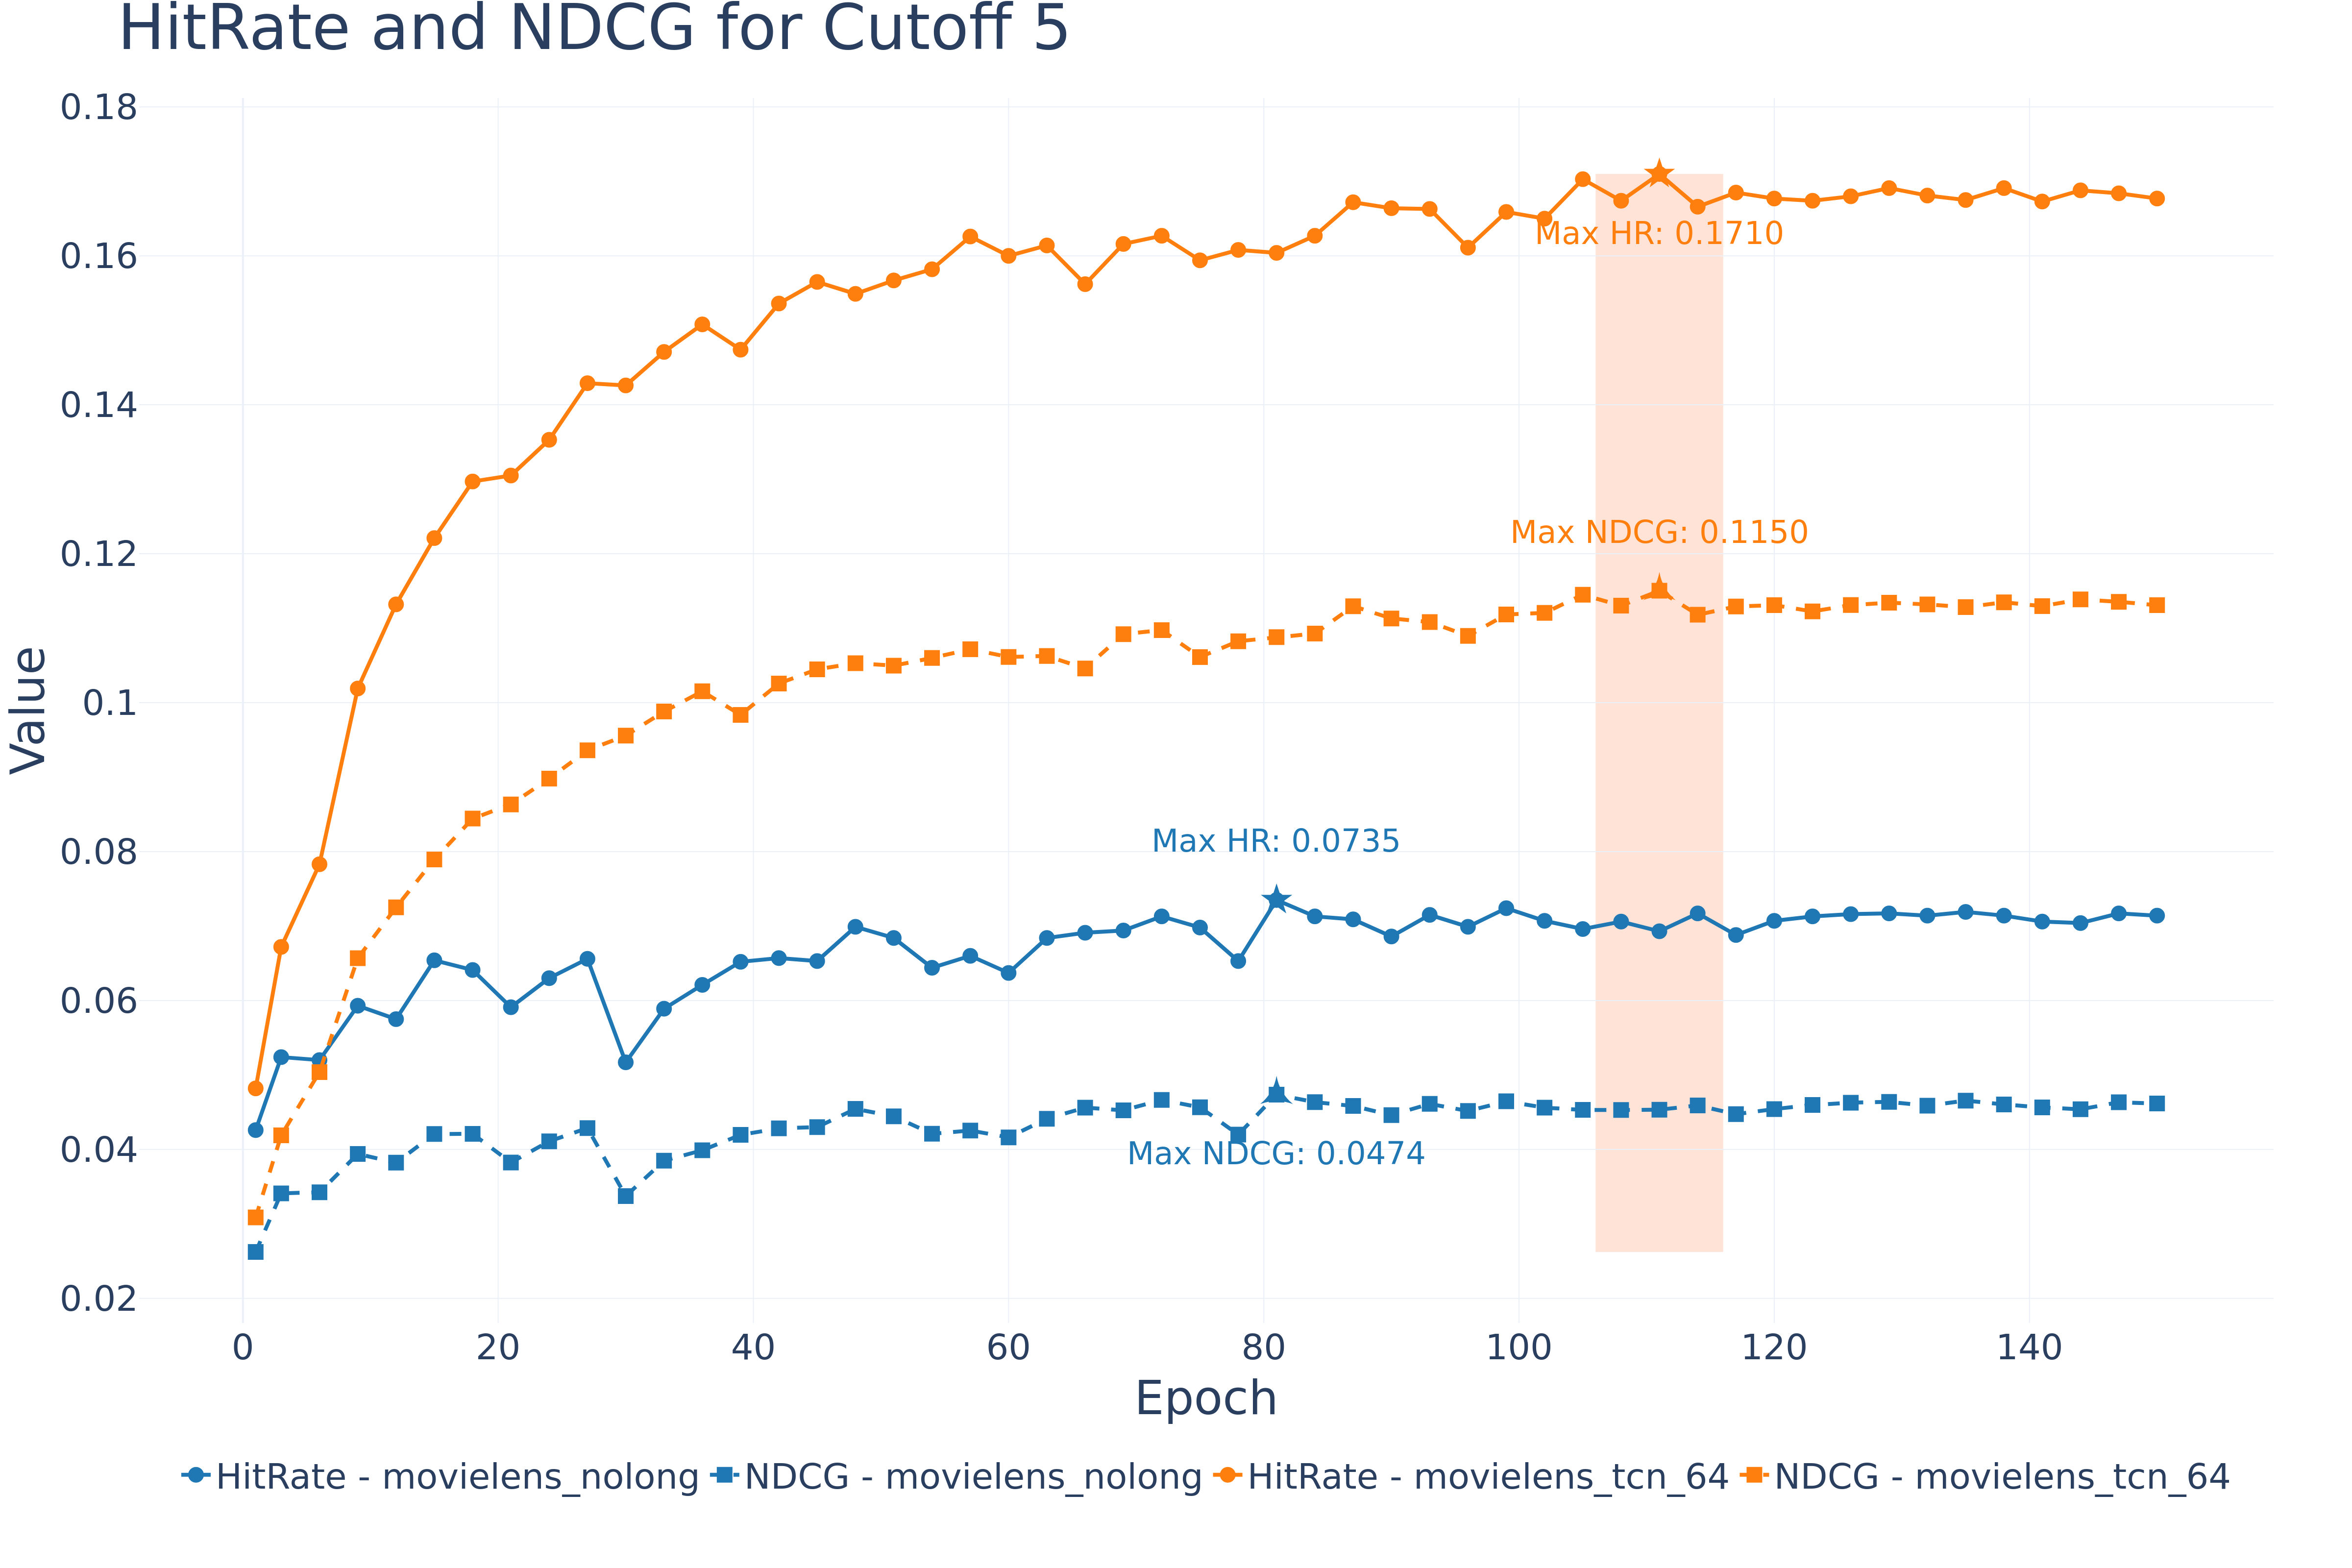 HitRate and NDCG for Cutoff 5
0.18
0.16
0.14
0.12
0.1
0.08
0.06
0.04
0.02
Value
Max HR: 0.1710
Max NDCG: 0.1150
Max HR: 0.0735
Max NDCG: 0.0474
0 20 40 60 80 100 120 140
Epoch
HitRate - movielens_nolong NDCG - movielens_nolong HitRate - movielens_tcn_64 NDCG - movielens_tcn_64